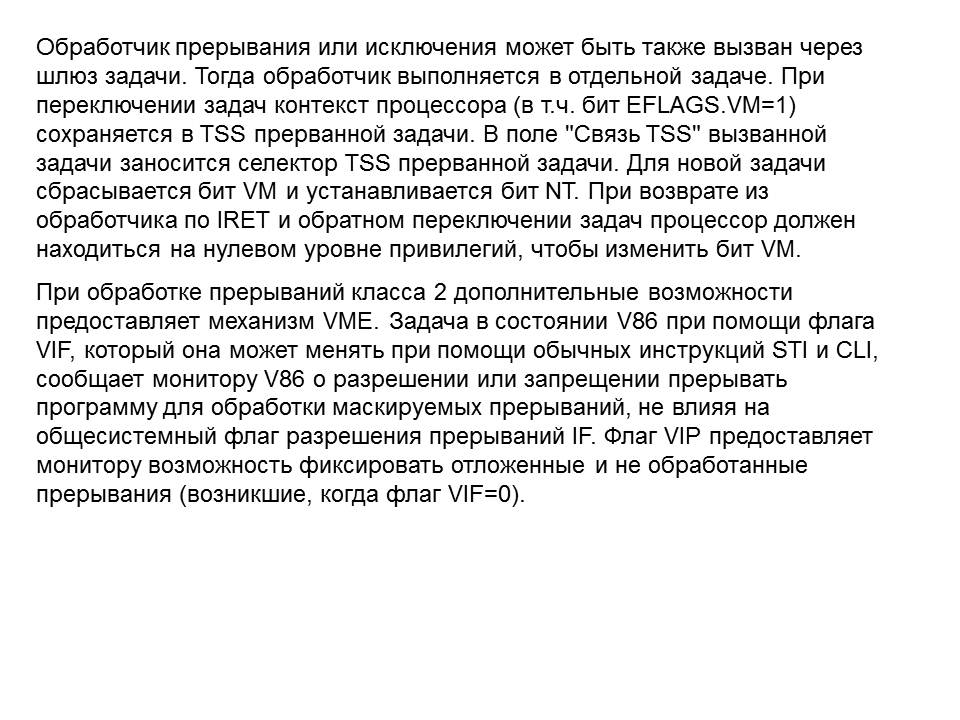 Обработчик прерывания или исключения может быть также вызван через
шлюз задачи. Тогда обработчик выполняется в отдельной задаче. При
переключении задач контекст процессора (в т.ч. бит EFLAGS.VM=1)
сохраняется в TSS прерванной задачи. В поле "Связь TSS" вызванной
задачи заносится селектор TSS прерванной задачи. Для новой задачи
сбрасывается бит VM и устанавливается бит NT. При возврате из
обработчика по IRET и обратном переключении задач процессор должен
находиться на нулевом уровне привилегий, чтобы изменить бит VM.
При обработке прерываний класса 2 дополнительные возможности
предоставляет механизм VME. Задача в состоянии V86 при помощи флага
VIF, который она может менять при помощи обычных инструкций STI и CLI,
сообщает монитору V86 о разрешении или запрещении прерывать
программу для обработки маскируемых прерываний, не влияя на
общесистемный флаг разрешения прерываний IF. Флаг VIP предоставляет
монитору возможность фиксировать отложенные и не обработанные
прерывания (возникшие, когда флаг VIF=0).